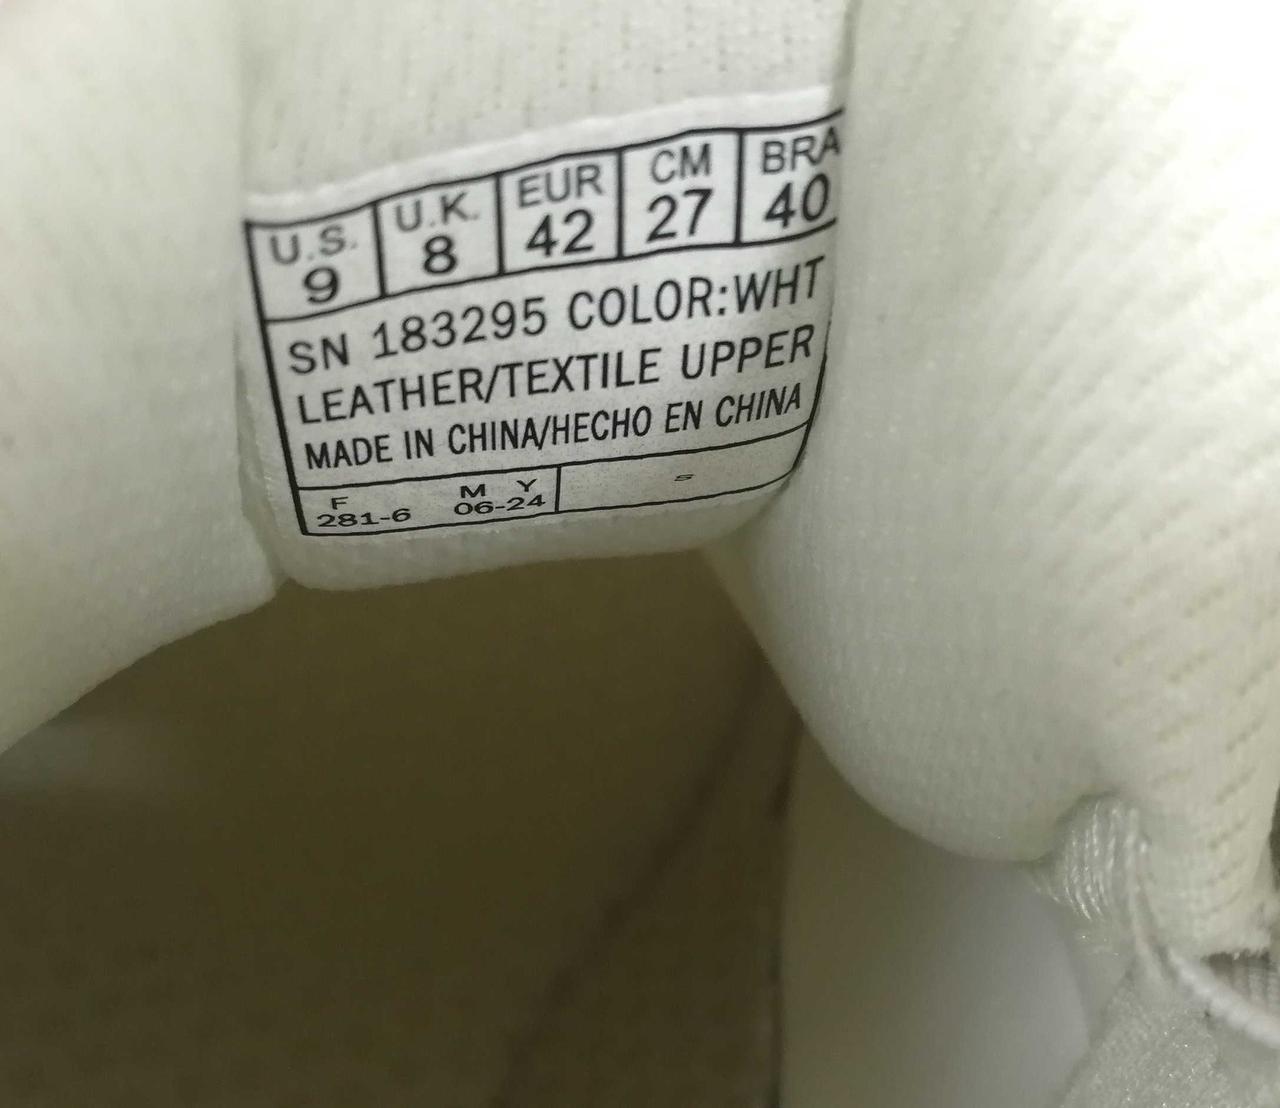 U.S. U.K. EUR CM BRA
9 8 42 27 40
SN 183295 COLOR:WHT
LEATHER/TEXTILE UPPER
MADE IN CHINA/HECHO EN CHINA
F M Y S
281-6 06-24